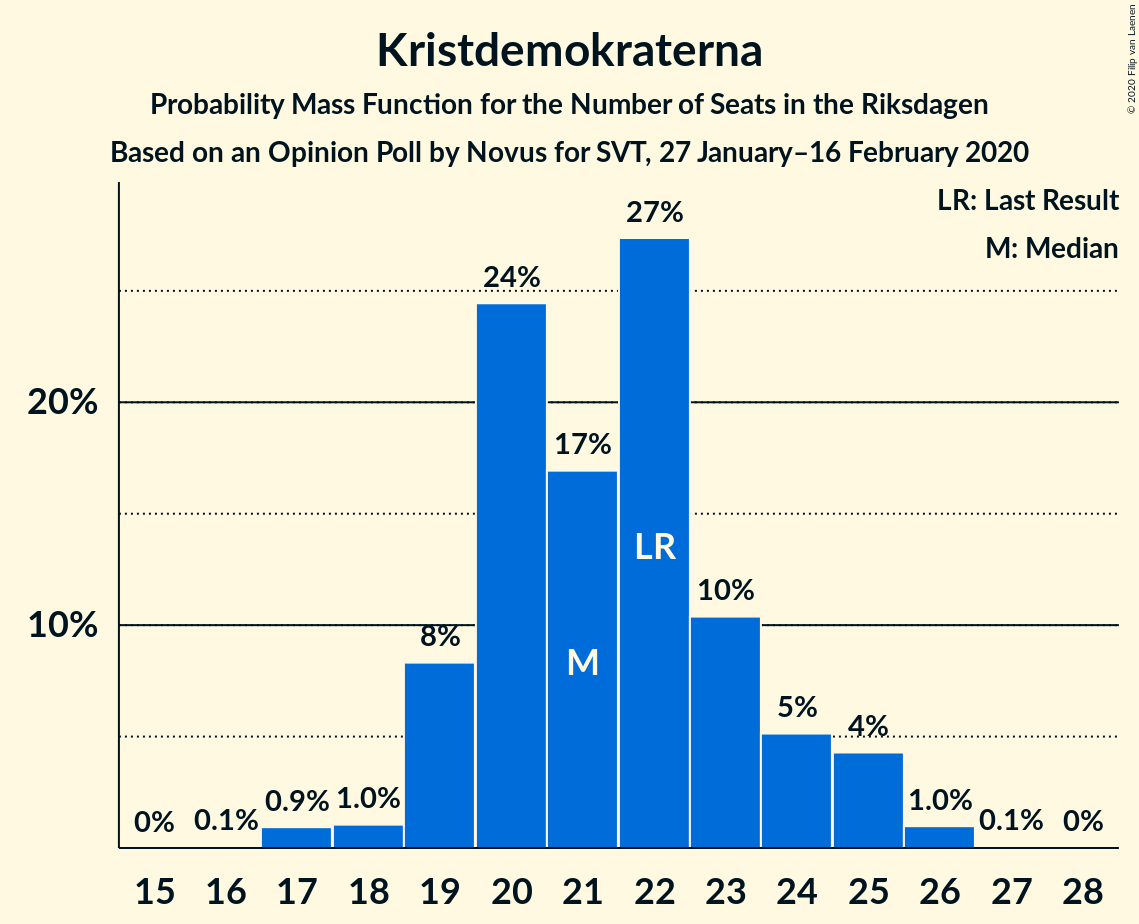 Kristdemokraterna
Probability Mass Function for the Number of Seats in the Riksdagen
Based on an Opinion Poll by Novus for SVT, 27 January–16 February 2020
© 2020 Filip van Laenen
LR: Last Result
M: Median
20%
10%
0%
0.1%
0.9%
1.0%
8%
24%
17%
27%
10%
5%
4%
1.0%
0.1%
0%
LR
M
15 16 17 18 19 20 21 22 23 24 25 26 27 28